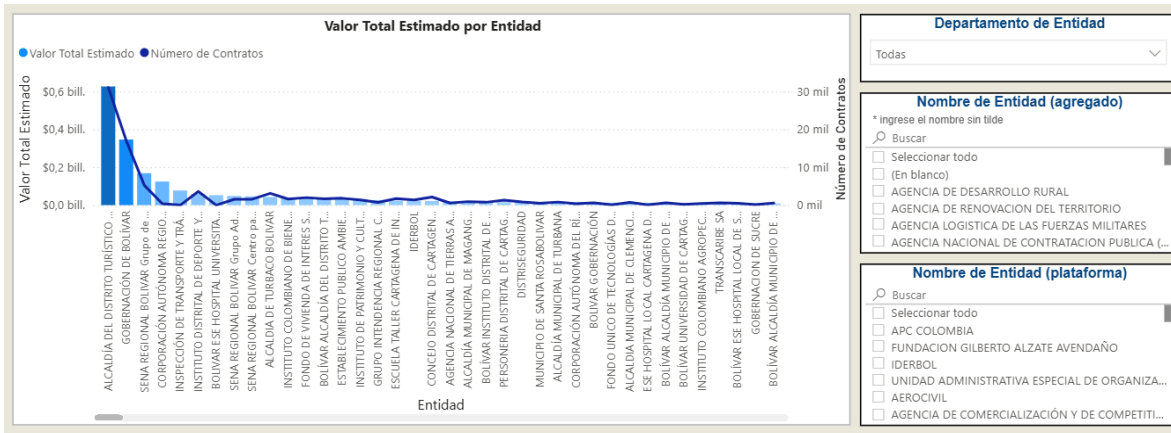 Valor Total Estimado por Entidad
Valor Total Estimado
Número de Contratos
Valor Total Estimado
$0,6 bill.
$0,4 bill.
$0,2 bill.
$0,0 bill.
30 mil
20 mil
10 mil
0 mil
Número de Contratos
ALCALDÍA DEL DISTRITO TURÍSTICO ...
GOBERNACIÓN DE BOLÍVAR
SENA REGIONAL BOLIVAR Grupo de ...
CORPORACIÓN AUTÓNOMA REGIO...
INSPECCIÓN DE TRANSPORTE Y TRÁ...
INSTITUTO DISTRITAL DE DEPORTE Y...
BOLIVAR ESE HOSPITAL UNIVERSITA...
SENA REGIONAL BOLIVAR Grupo Ad...
SENA REGIONAL BOLIVAR Centro pa...
ALCALDIA DE TURBACO BOLIVAR
INSTITUTO COLOMBIANO DE BIENE...
FONDO DE VIVIENDA DE INTERES S...
BOLÍVAR ALCALDÍA DEL DISTRITO T...
ESTABLECIMIENTO PUBLICO AMBIE...
INSTITUTO DE PATRIMONIO Y CULT...
GRUPO INTENDENCIA REGIONAL C...
ESCUELA TALLER CARTAGENA DE IN...
IDERBOL
CONCEJO DISTRITAL DE CARTAGEN...
AGENCIA NACIONAL DE TIERRAS A...
ALCALDÍA MUNICIPAL DE MAGANG...
BOLÍVAR INSTITUTO DISTRITAL DE ...
PERSONERIA DISTRITAL DE CARTAG...
DISTRISEGURIDAD
MUNICIPIO DE SANTA ROSABOLIVAR
ALCALDÍA MUNICIPAL DE TURBANA
CORPORACIÓN AUTÓNOMA DEL RÍ...
BOLIVAR GOBERNACIÓN
FONDO UNICO DE TECNOLOGÍAS D...
ALCALDIA MUNICIPAL DE CLEMENCI...
ESE HOSPITAL LOCAL CARTAGENA D...
BOLÍVAR ALCALDÍA MUNICIPIO DE ...
BOLÍVAR UNIVERSIDAD DE CARTAG...
INSTITUTO COLOMBIANO AGROPEC...
TRANSCARIBE SA
BOLÍVAR ESE HOSPITAL LOCAL DE S...
GOBERNACION DE SUCRE
BOLÍVAR ALCALDÍA MUNICIPIO DE ...
Entidad
Departamento de Entidad
Todas
Nombre de Entidad (agregado)
* ingrese el nombre sin tilde
Buscar
Seleccionar todo
(En blanco)
AGENCIA DE DESARROLLO RURAL
AGENCIA DE RENOVACION DEL TERRITORIO
AGENCIA LOGISTICA DE LAS FUERZAS MILITARES
AGENCIA NACIONAL DE CONTRATACION PUBLICA (...
Nombre de Entidad (plataforma)
Buscar
Seleccionar todo
APC COLOMBIA
FUNDACION GILBERTO ALZATE AVENDAÑO
IDERBOL
UNIDAD ADMINISTRATIVA ESPECIAL DE ORGANIZA...
AEROCIVIL
AGENCIA DE COMERCIALIZACIÓN Y DE COMPETITI...